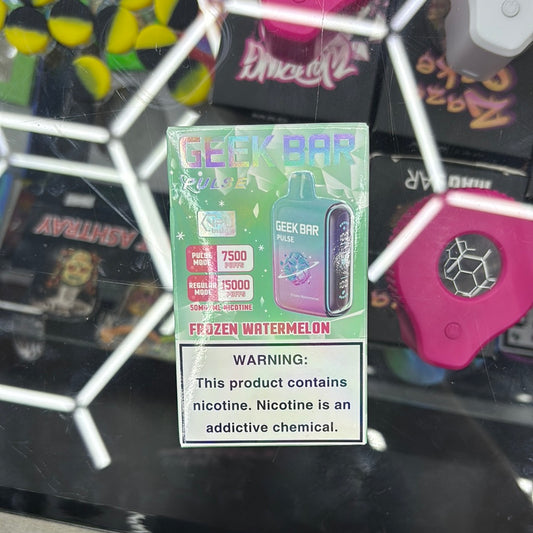 GEEK BAR
PULSE
GEEK BAR
PULSE
PULSE MODE 7500 PUFFS
REGULAR MODE 15000 PUFFS
50MG/ML NICOTINE
FROZEN WATERMELON
WARNING:
This product contains
nicotine. Nicotine is an
addictive chemical.